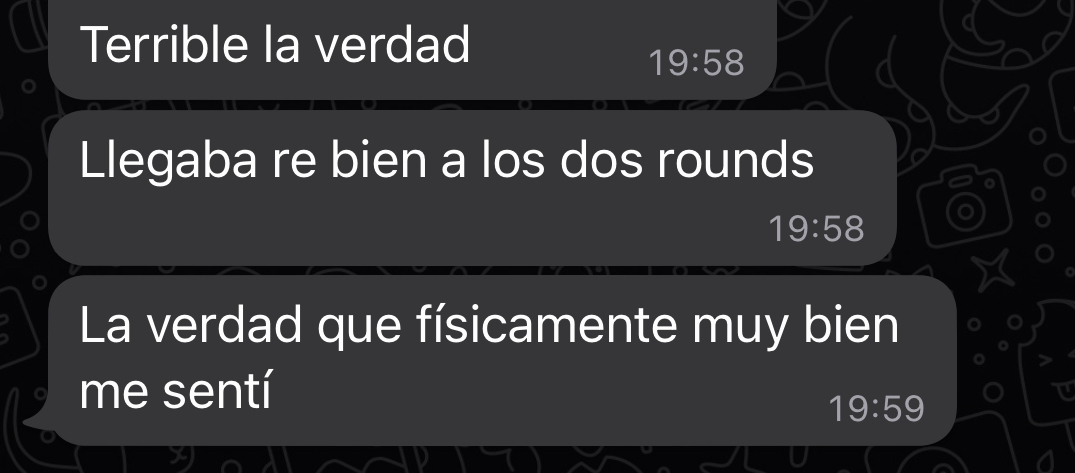 Terrible la verdad
19:58
Llegaba re bien a los dos rounds
19:58
La verdad que físicamente muy bien
me sentí
19:59